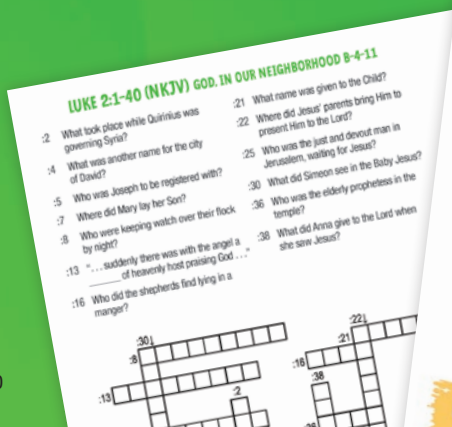 LUKE 2:1-40 (NKJV) GOD, IN OUR NEIGHBORHOOD B-4-11
:2 What took place while Quirinius was
governing Syria?
:4 What was another name for the city
of David?
:5 Who was Joseph to be registered with?
:7 Where did Mary lay her Son?
:8 Who were keeping watch over their flock
by night?
:13 "... suddenly there was with the angel a
_______ of heavenly host praising God ..."
:16 Who did the shepherds find lying in a
manger?
:21 What name was given to the Child?
:22 Where did Jesus' parents bring Him to
present Him to the Lord?
:25 Who was the just and devout man in
Jerusalem, waiting for Jesus?
:30 What did Simeon see in the Baby Jesus?
:36 Who was the elderly prophetess in the
temple?
:38 What did Anna give to the Lord when
she saw Jesus?
:30↓
:8
:13
:2
:22↓
:21
:16
:38